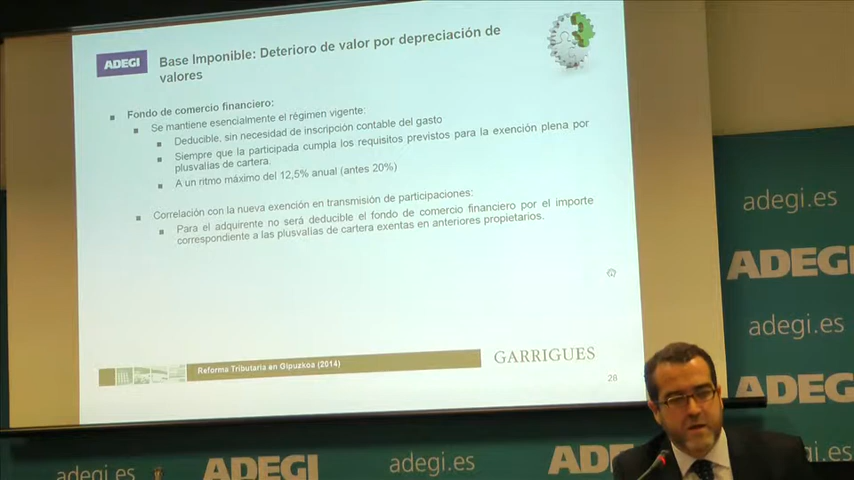 ADEGI
Base Imponible: Deterioro de valor por depreciación de
valores
Fondo de comercio financiero:
Se mantiene esencialmente el régimen vigente:
Deducible, sin necesidad de inscripción contable del gasto
Siempre que la participada cumpla los requisitos previstos para la exención plena por
plusvalías de cartera.
A un ritmo máximo del 12,5% anual (antes 20%)
Correlación con la nueva exención en transmisión de participaciones:
Para el adquirente no será deducible el fondo de comercio financiero por el importe
correspondiente a las plusvalías de cartera exentas en anteriores propietarios.
Reforma Tributaria en Gipuzkoa (2014)
GARRIGUES
26
adegi.es
ADEGI
adegi.es
ADEGI
adegi.es
ADEGI
adegi.es
ADEGI
adegi.es